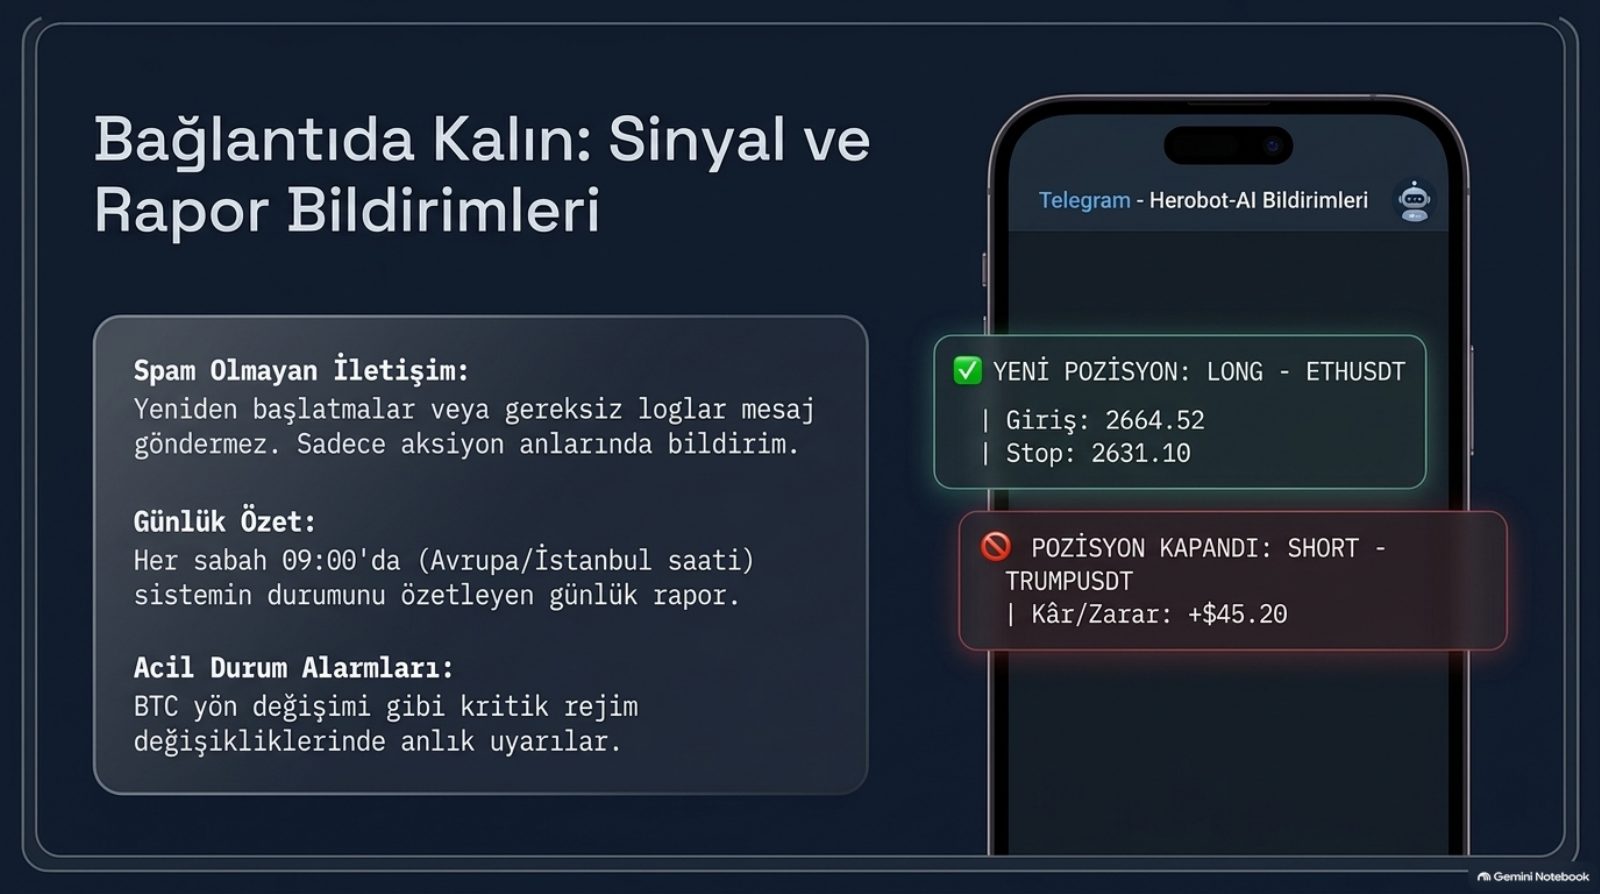 Bağlantıda Kalın: Sinyal ve
Rapor Bildirimleri
Spam Olmayan İletişim:
Yeniden başlatmalar veya gereksiz loglar mesaj
göndermez. Sadece aksiyon anlarında bildirim.
Günlük Özet:
Her sabah 09:00'da (Avrupa/İstanbul saati)
sistemin durumunu özetleyen günlük rapor.
Acil Durum Alarmları:
BTC yön değişimi gibi kritik rejim
değişikliklerinde anlık uyarılar.
Telegram - Herobot-AI Bildirimleri
✅ YENİ POZİSYON: LONG - ETHUSDT
| Giriş: 2664.52
| Stop: 2631.10
🚫 POZİSYON KAPANDI: SHORT -
TRUMPUSDT
| Kâr/Zarar: +$45.20
Gemini Notebook